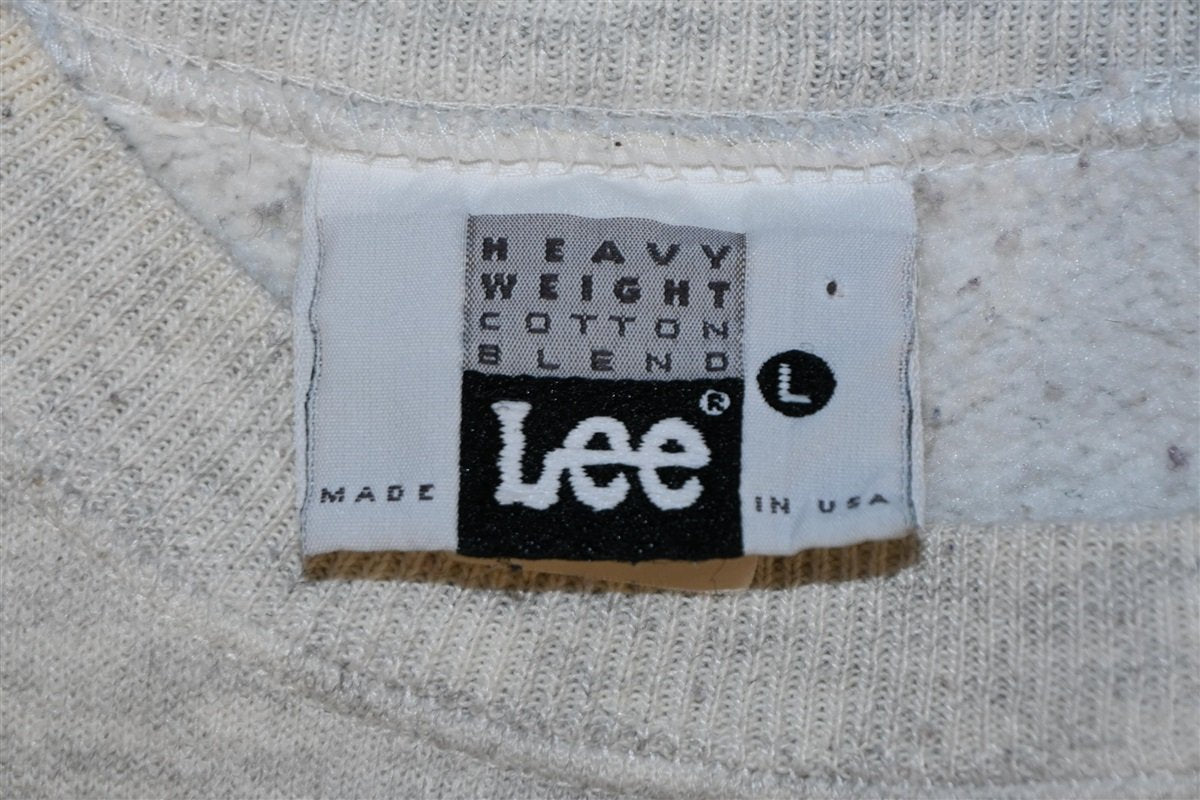 HEAVY
WEIGHT
COTTON
BLEND
Lee®
L
MADE IN USA